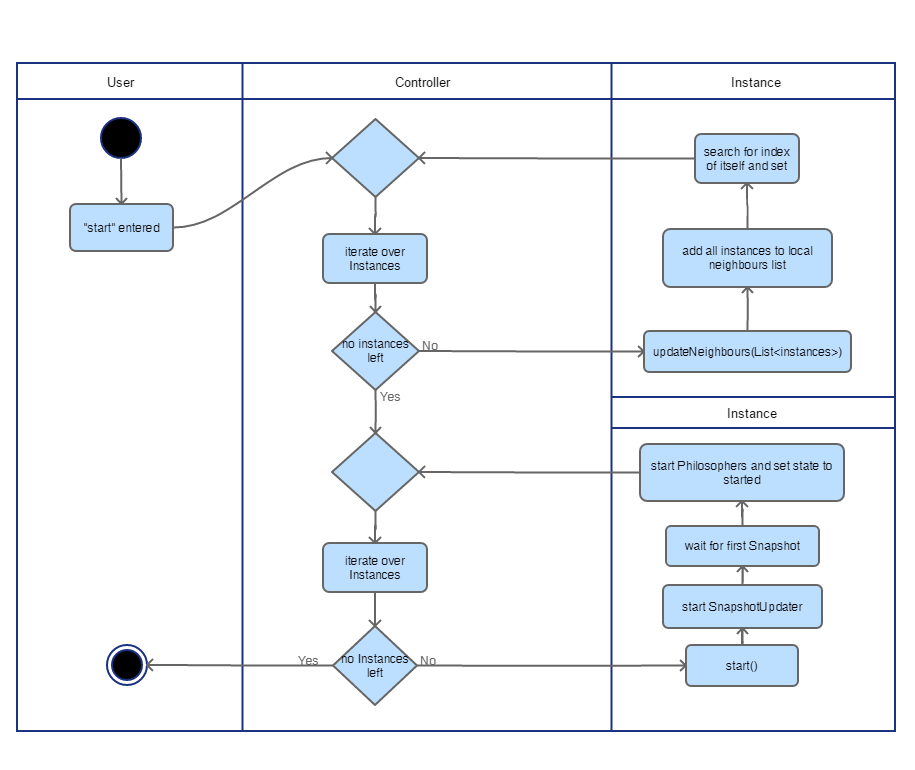 User
Controller
Instance
"start" entered
search for index
of itself and set
iterate over
Instances
add all instances to local
neighbours list
no instances
left
No
updateNeighbours(List<instances>)
Yes
Instance
start Philosophers and set state to
started
wait for first Snapshot
iterate over
Instances
start SnapshotUpdater
Yes
no Instances
left
No
start()